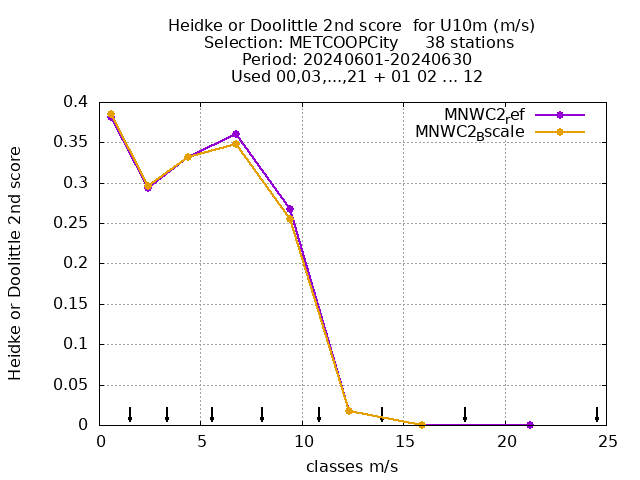 Heidke or Doolittle 2nd score  for U10m (m/s)
Selection: METCOOPCity     38 stations
Period: 20240601-20240630
Used 00,03,...,21 + 01 02 ... 12
MNWC2ref
MNWC2Bscale
0.4
0.35
0.3
0.25
0.2
0.15
0.1
0.05
0
Heidke or Doolittle 2nd score
0 5 10 15 20 25
classes m/s